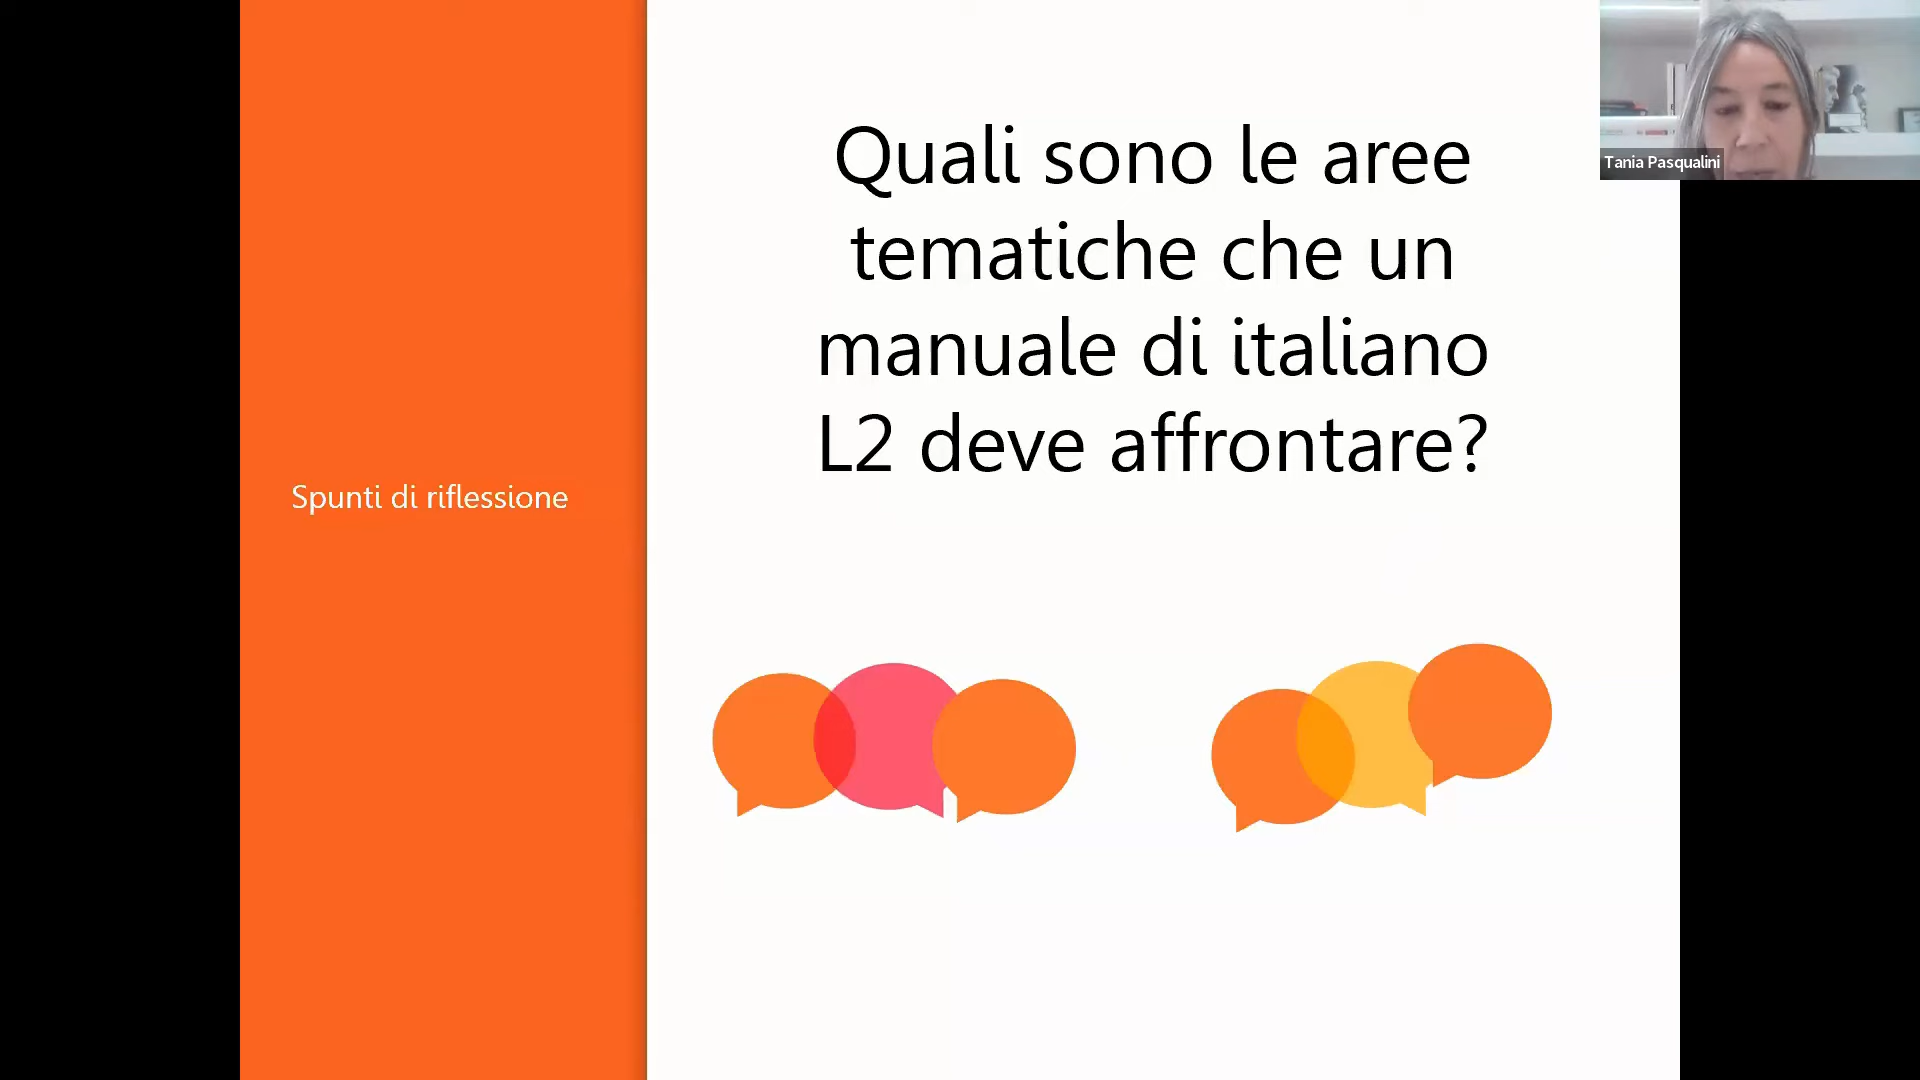 Quali sono le aree
tematiche che un
manuale di italiano
L2 deve affrontare?
Spunti di riflessione
Tania Pasqualini